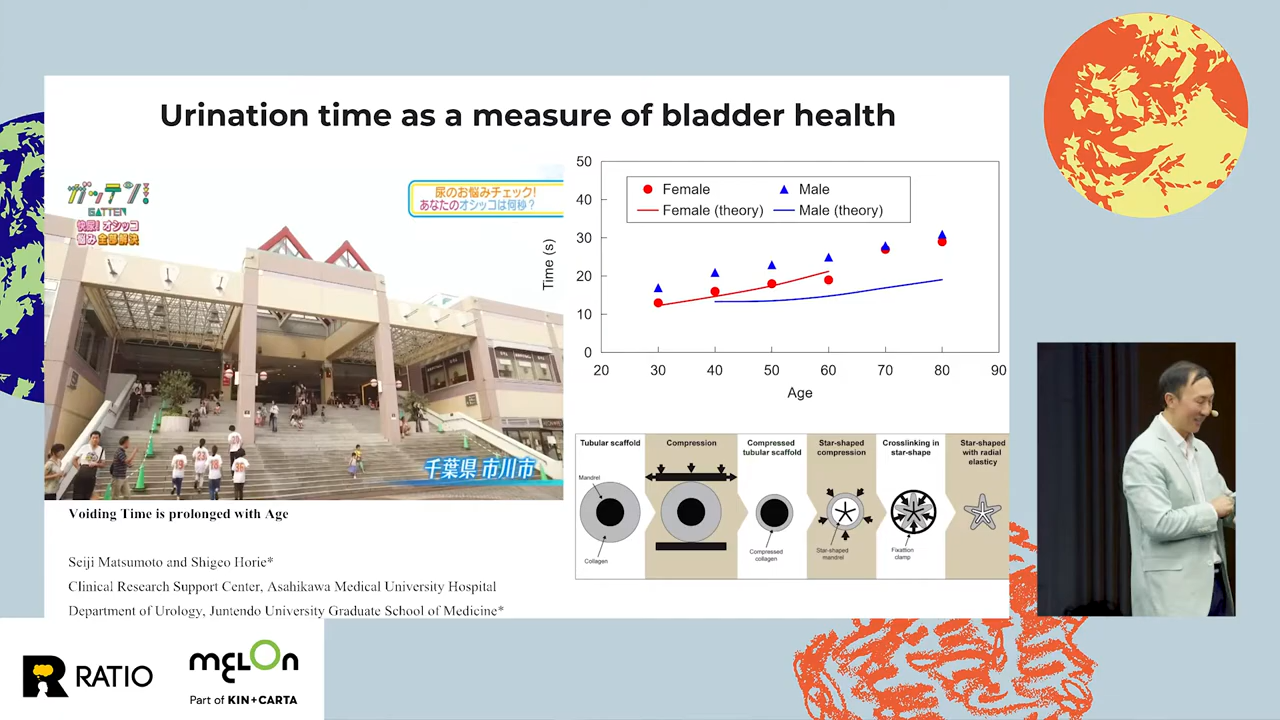 Urination time as a measure of bladder health
ガッテン!
GATTEN
快尿! オシッコ
悩み 全部解決
尿のお悩みチェック!
あなたのオシッコは何秒?
千葉県 市川市
Voiding Time is prolonged with Age
Seiji Matsumoto and Shigeo Horie*
Clinical Research Support Center, Asahikawa Medical University Hospital
Department of Urology, Juntendo University Graduate School of Medicine*
50
40
30
20
10
0
Time (s)
Female
Male
Female (theory)
Male (theory)
20 30 40 50 60 70 80 90
Age
Tubular scaffold
Mandrel
Collagen
Compression
Compressed
tubular scaffold
Compressed
collagen
Star-shaped
compression
Star-shaped
mandrel
Crosslinking in
star-shape
Fixattion
clamp
Star-shaped
with radial
elasticy
RATIO
melon
Part of KIN+CARTA